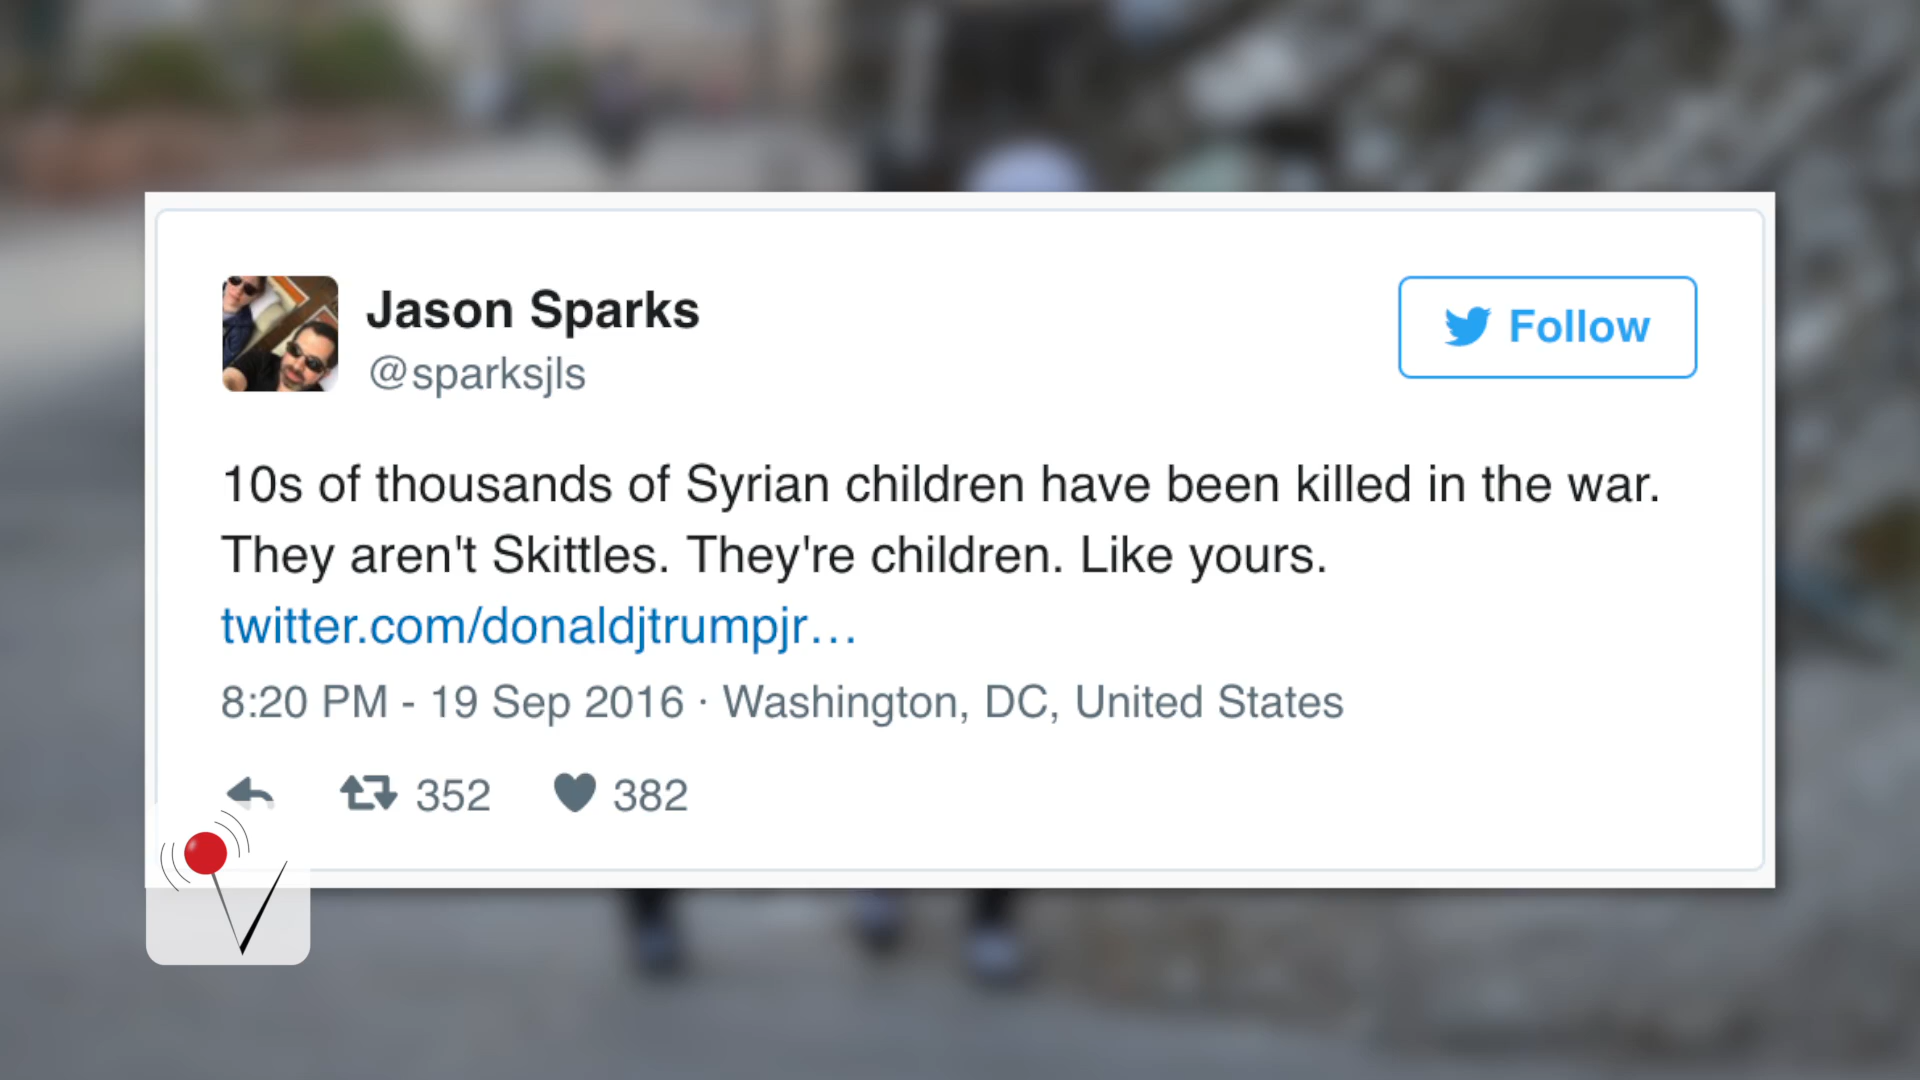 Jason Sparks
@sparksjls
Follow
10s of thousands of Syrian children have been killed in the war.
They aren't Skittles. They're children. Like yours.
twitter.com/donaldjtrumpjr…
8:20 PM - 19 Sep 2016 · Washington, DC, United States
352 382